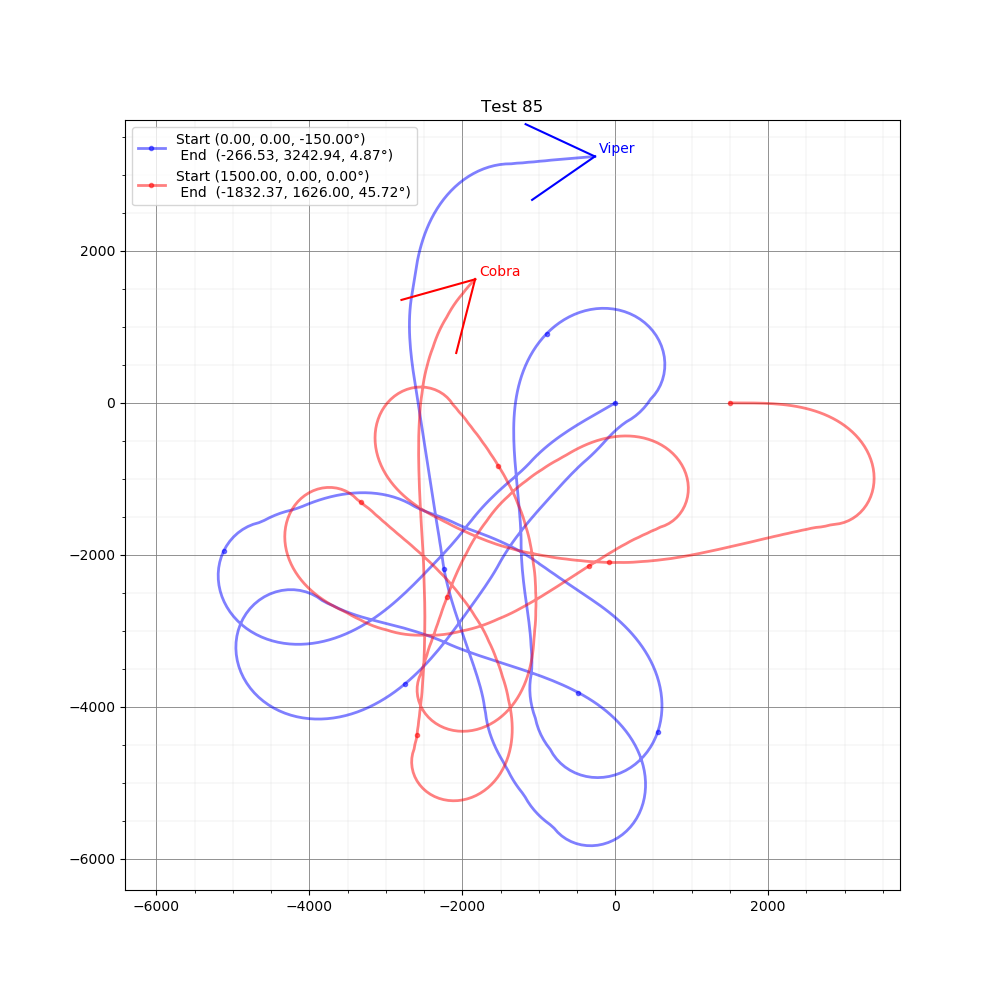 Test 85
Start (0.00, 0.00, -150.00°)
End (-266.53, 3242.94, 4.87°)
Start (1500.00, 0.00, 0.00°)
End (-1832.37, 1626.00, 45.72°)
Viper
Cobra
2000
0
−2000
−4000
−6000
−6000 −4000 −2000 0 2000